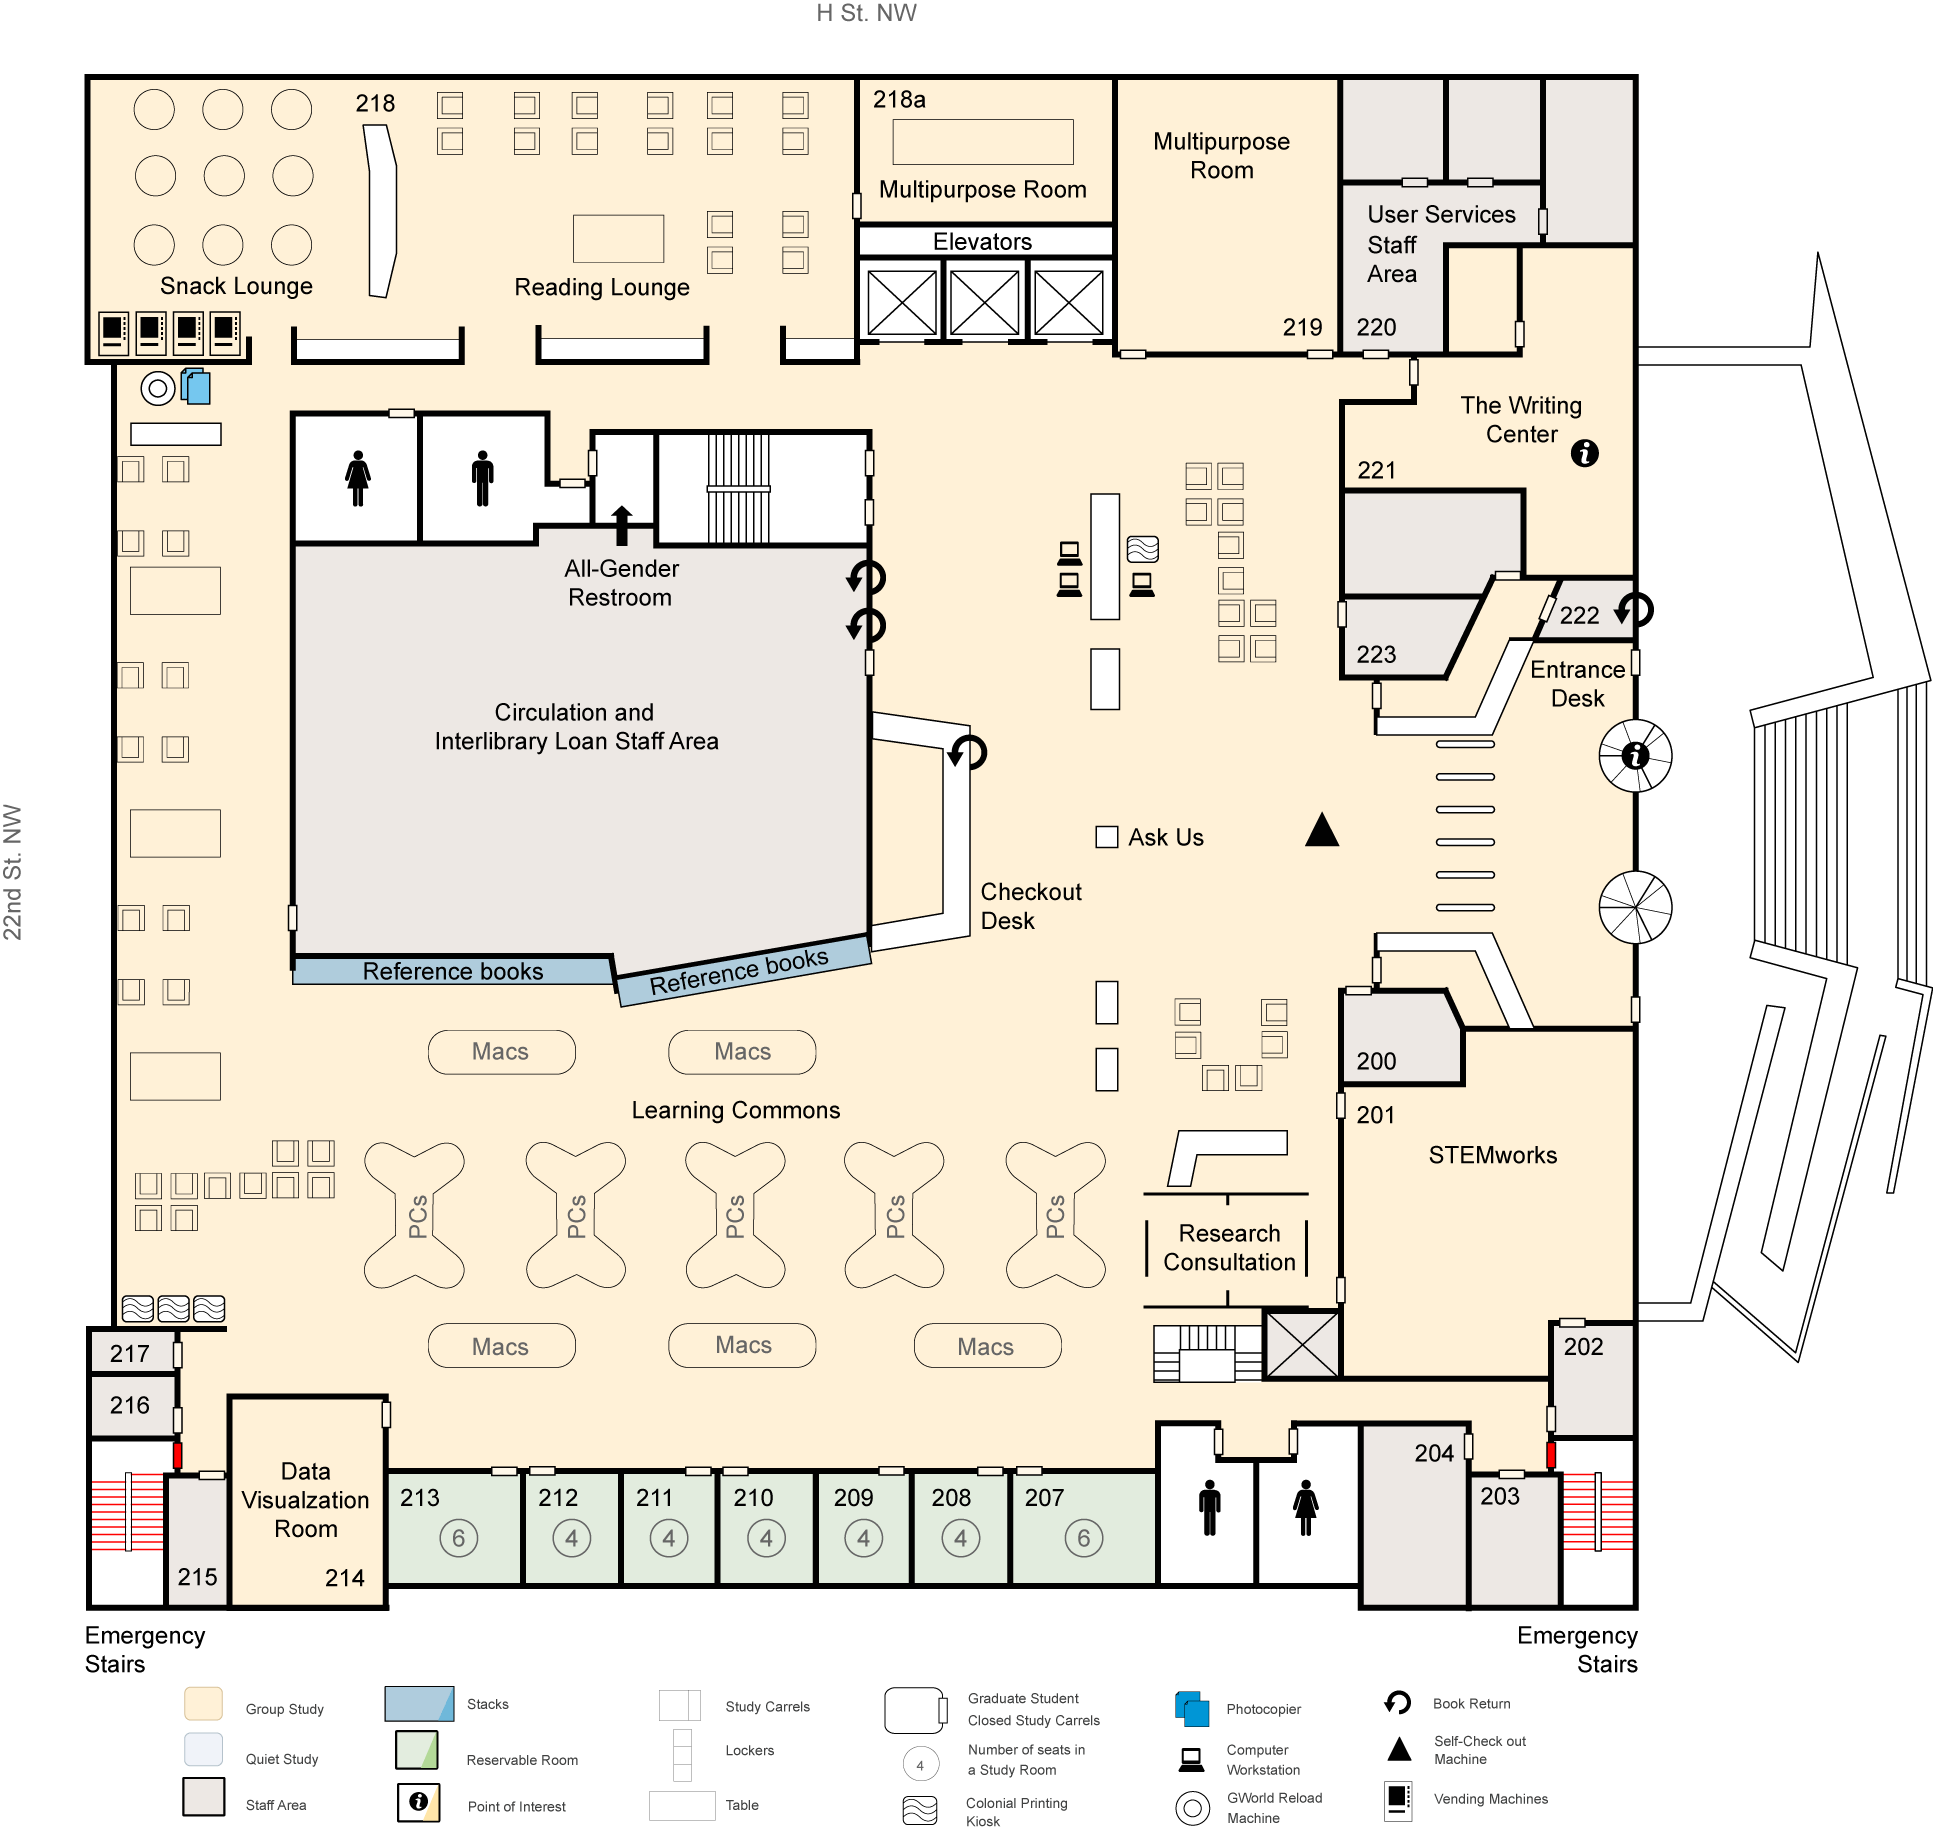 H St. NW
22nd St. NW
218
Snack Lounge
Reading Lounge
218a
Multipurpose Room
Elevators
Multipurpose
Room
219
User Services
Staff
Area
220
The Writing
Center
221
222
223
Entrance
Desk
All-Gender
Restroom
Circulation and
Interlibrary Loan Staff Area
Ask Us
Checkout
Desk
Reference books
Reference books
Macs
Macs
Learning Commons
PCs
PCs
PCs
PCs
PCs
Macs
Macs
Macs
200
201
STEMworks
Research
Consultation
202
217
216
Data
Visualzation
Room
214
215
213
6
212
4
211
4
210
4
209
4
208
4
207
6
204
203
Emergency
Stairs
Emergency
Stairs
Group Study
Quiet Study
Staff Area
Stacks
Reservable Room
Point of Interest
Study Carrels
Lockers
Table
Graduate Student
Closed Study Carrels
4
Number of seats in
a Study Room
Colonial Printing
Kiosk
Photocopier
Computer
Workstation
GWorld Reload
Machine
Book Return
Self-Check out
Machine
Vending Machines